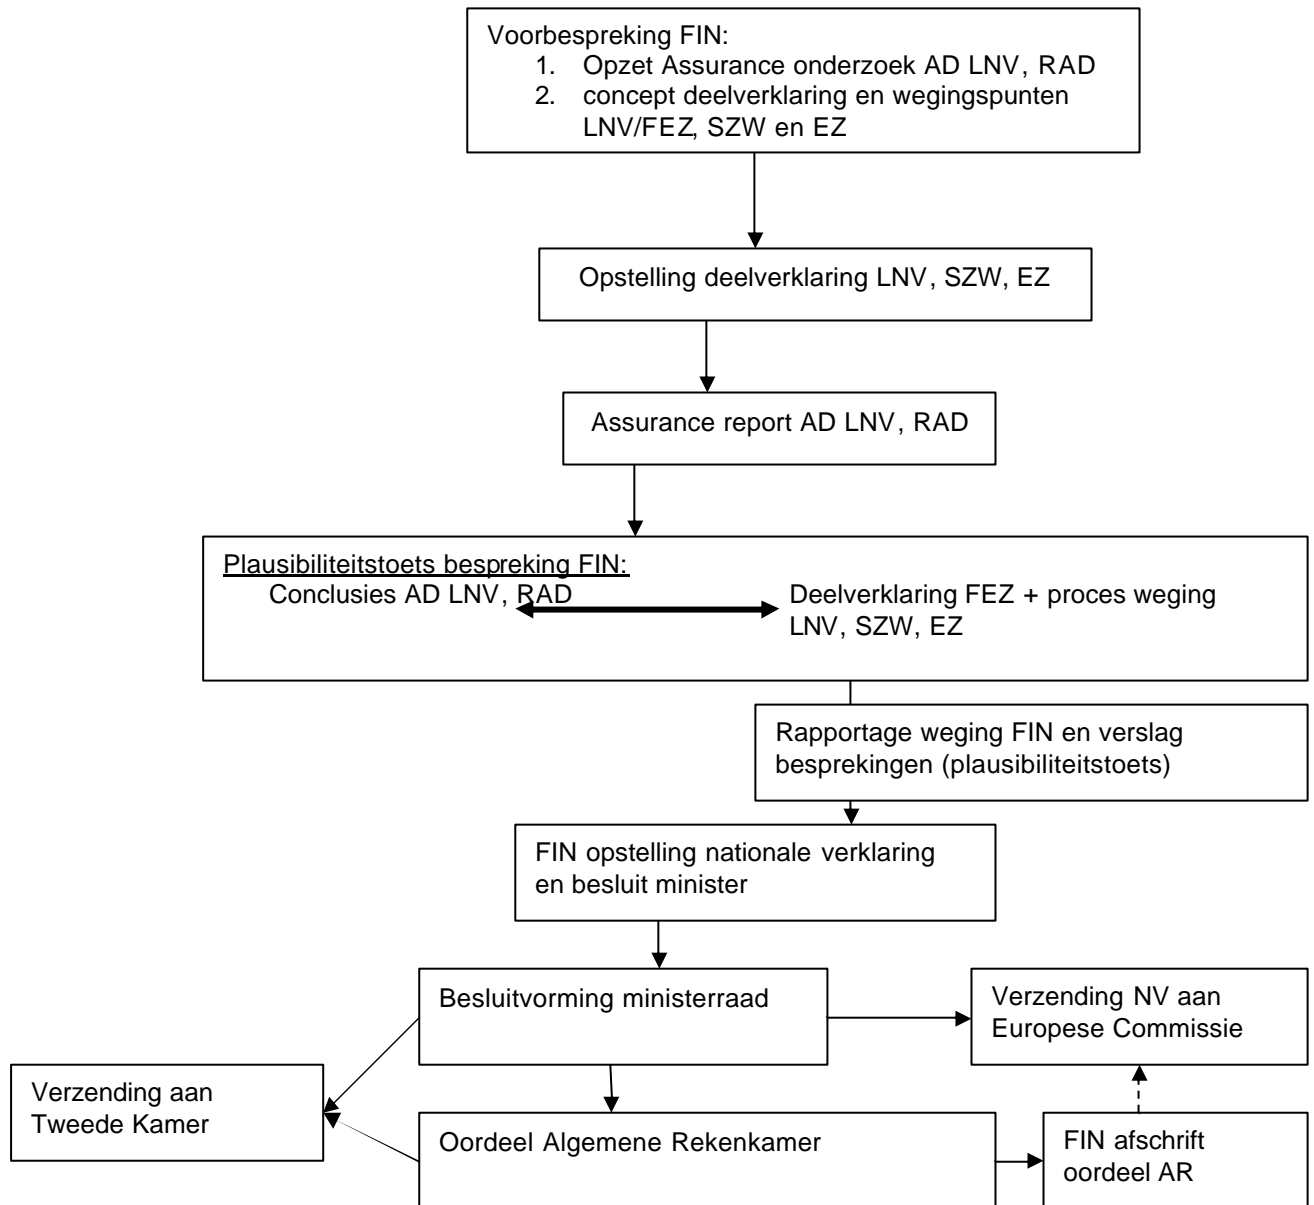 Voorbespreking FIN:
1. Opzet Assurance onderzoek AD LNV, RAD
2. concept deelverklaring en wegingspunten
LNV/FEZ, SZW en EZ
Opstelling deelverklaring LNV, SZW, EZ
Assurance report AD LNV, RAD
Plausibiliteitstoets bespreking FIN:
Conclusies AD LNV, RAD
Deelverklaring FEZ + proces weging
LNV, SZW, EZ
Rapportage weging FIN en verslag
besprekingen (plausibiliteitstoets)
FIN opstelling nationale verklaring
en besluit minister
Besluitvorming ministerraad
Verzending NV aan
Europese Commissie
Verzending aan
Tweede Kamer
Oordeel Algemene Rekenkamer
FIN afschrift
oordeel AR